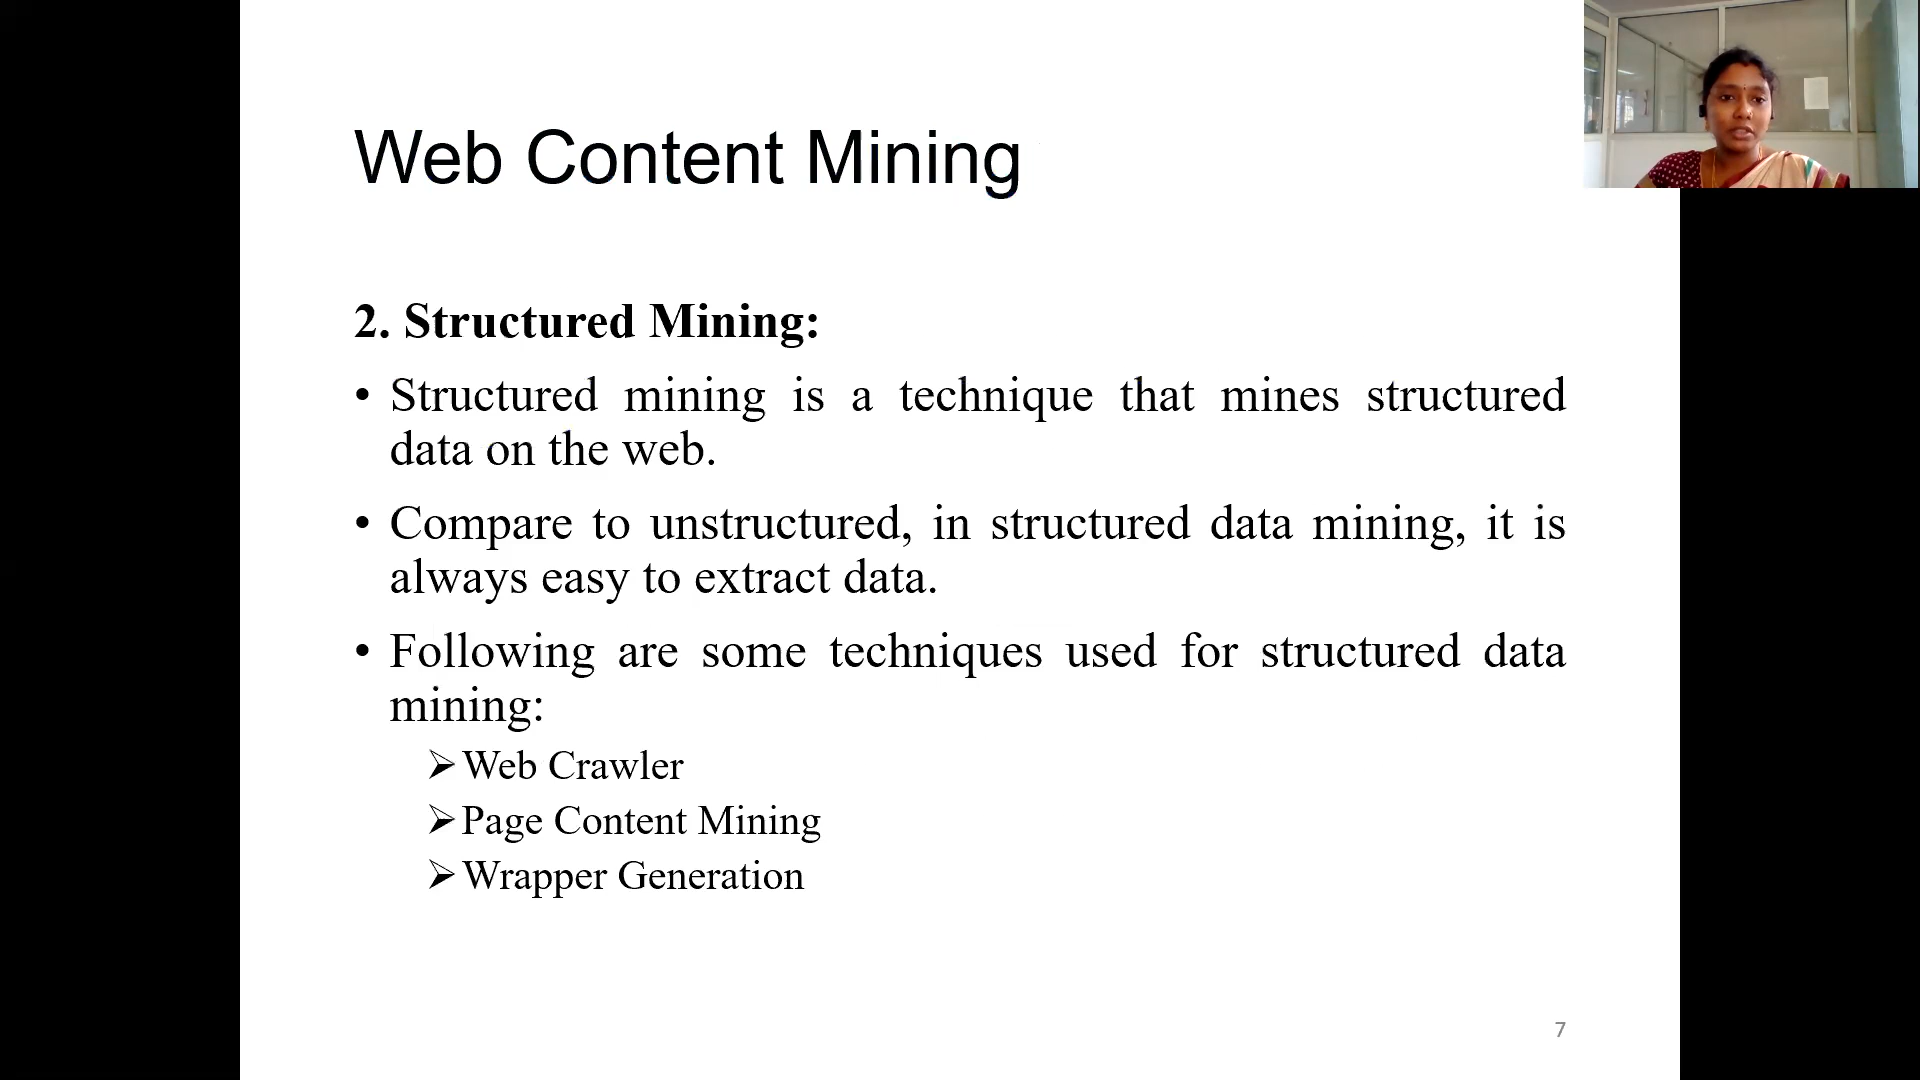 Web Content Mining
2. Structured Mining:
• Structured mining is a technique that mines structured
data on the web.
• Compare to unstructured, in structured data mining, it is
always easy to extract data.
• Following are some techniques used for structured data
mining:
➢Web Crawler
➢Page Content Mining
➢Wrapper Generation
7